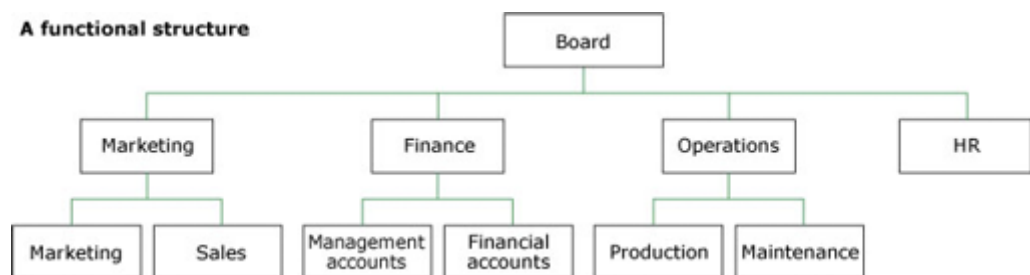 A functional structure
Board
Marketing
Finance
Operations
HR
Marketing
Sales
Management
accounts
Financial
accounts
Production
Maintenance